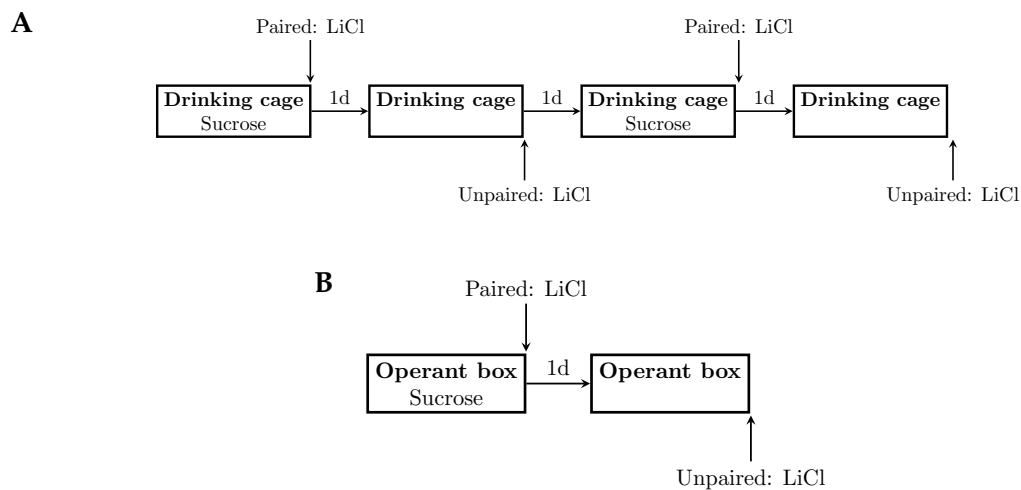 A
Paired: LiCl
Paired: LiCl
Drinking cage
Sucrose
1d
Drinking cage
1d
Drinking cage
Sucrose
1d
Drinking cage
Unpaired: LiCl
Unpaired: LiCl
B
Paired: LiCl
Operant box
Sucrose
1d
Operant box
Unpaired: LiCl